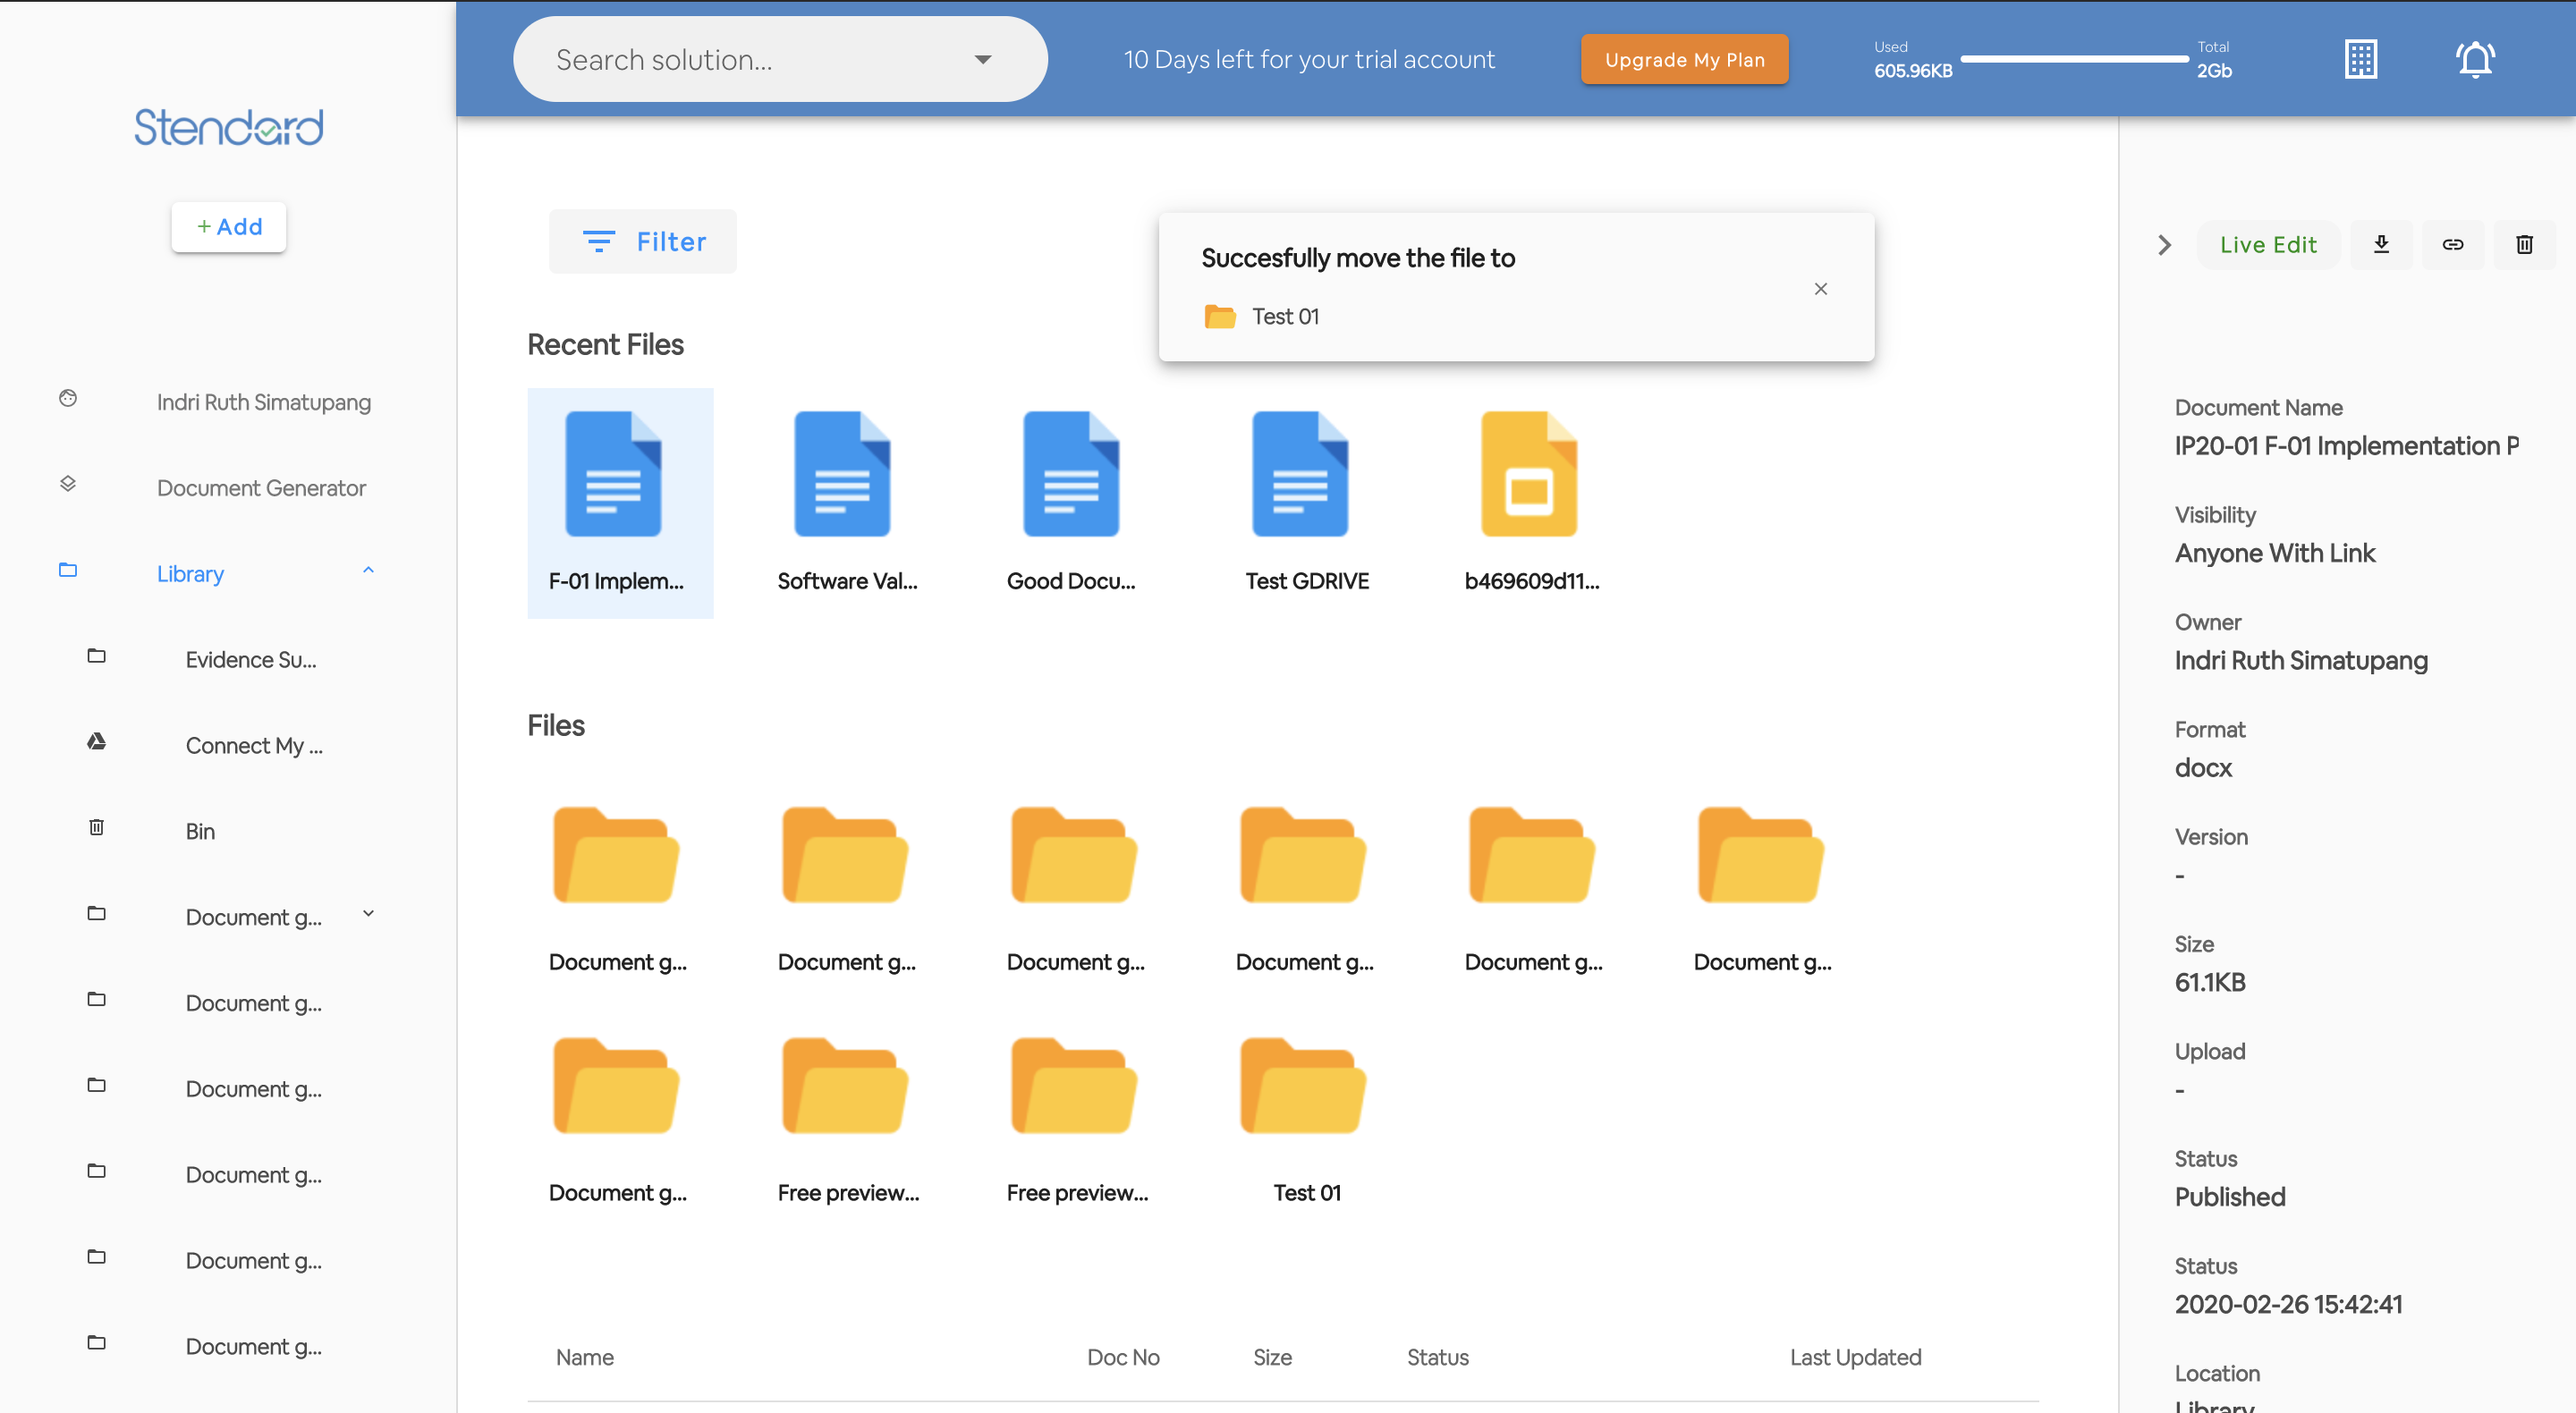 Stendard
+ Add
Indri Ruth Simatupang
Document Generator
Library
Evidence Su...
Connect My ...
Bin
Document g...
Document g...
Document g...
Document g...
Document g...
Document g...
Search solution...
10 Days left for your trial account
Upgrade My Plan
Used
605.96KB
Total
2Gb
Filter
Succesfully move the file to
Test 01
Recent Files
F-01 Implem...
Software Val...
Good Docu...
Test GDRIVE
b469609d11...
Files
Document g...
Document g...
Document g...
Document g...
Document g...
Document g...
Document g...
Free preview...
Free preview...
Test 01
Name
Doc No
Size
Status
Last Updated
Live Edit
Document Name
IP20-01 F-01 Implementation P
Visibility
Anyone With Link
Owner
Indri Ruth Simatupang
Format
docx
Version
-
Size
61.1KB
Upload
-
Status
Published
Status
2020-02-26 15:42:41
Location
Library